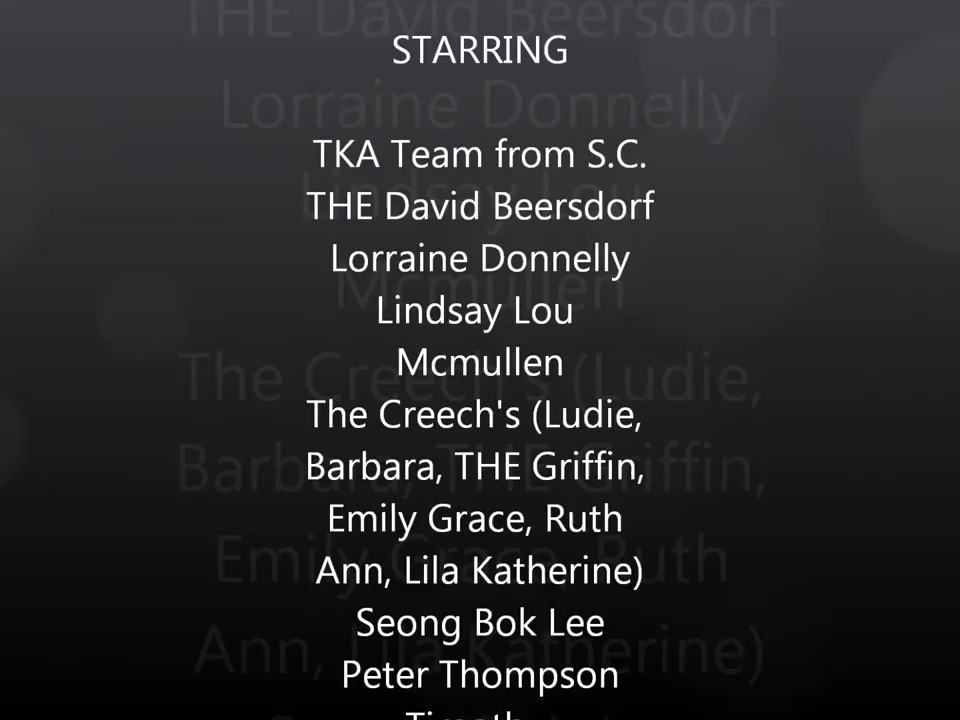 STARRING
TKA Team from S.C.
THE David Beersdorf
Lorraine Donnelly
Lindsay Lou
Mcmullen
The Creech's (Ludie,
Barbara, THE Griffin,
Emily Grace, Ruth
Ann, Lila Katherine)
Seong Bok Lee
Peter Thompson